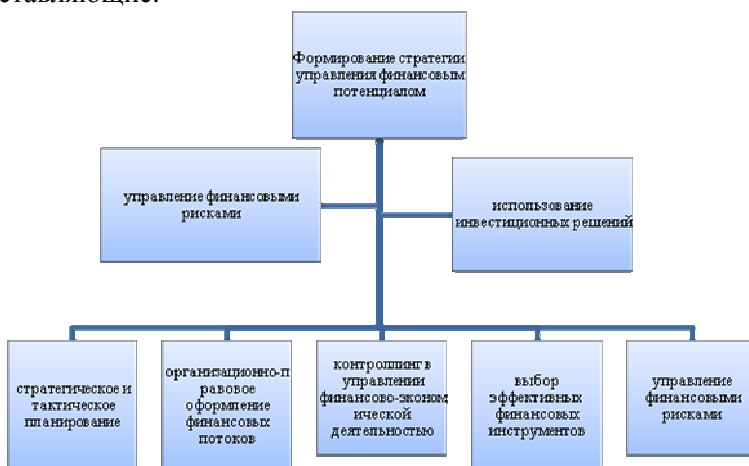 Формирование стратегии
управления финансовым
потенциалом
управление финансовыми
рисками
использование
инвестиционных решений
стратегическое и
тактическое
планирование
организационно-п
равовое
оформление
финансовых
потоков
контроллинг в
управлении
финансово-эконом
ической
деятельностью
выбор
эффективных
финансовых
инструментов
управление
финансовыми
рисками